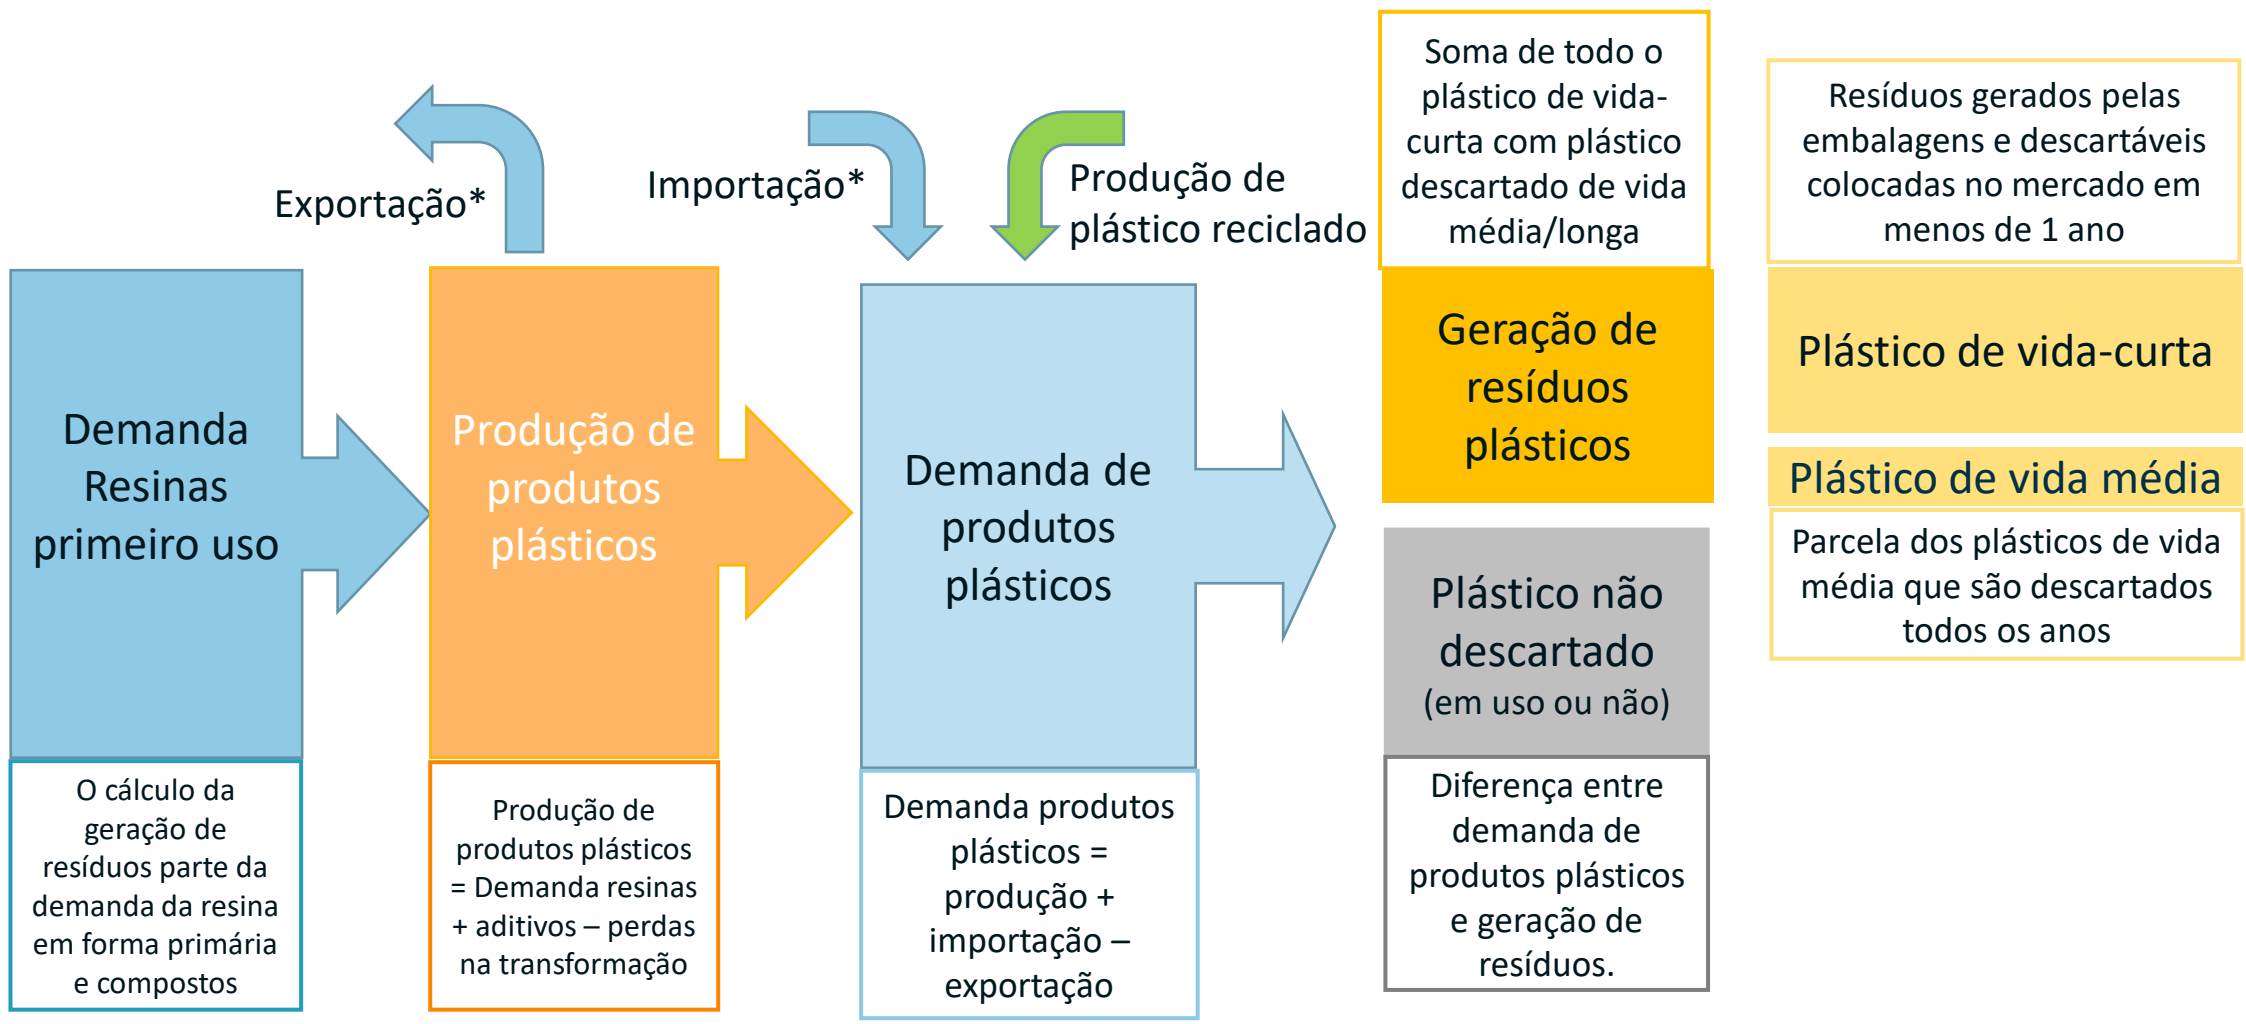 Exportação*
Importação*
Produção de
plástico reciclado
Soma de todo o
plástico de vida-
curta com plástico
descartado de vida
média/longa
Resíduos gerados pelas
embalagens e descartáveis
colocadas no mercado em
menos de 1 ano
Demanda
Resinas
primeiro uso
Produção de
produtos
plásticos
Demanda de
produtos
plásticos
Geração de
resíduos
plásticos
Plástico de vida-curta
Plástico de vida média
Parcela dos plásticos de vida
média que são descartados
todos os anos
Plástico não
descartado
(em uso ou não)
O cálculo da
geração de
resíduos parte da
demanda da resina
em forma primária
e compostos
Produção de
produtos plásticos
= Demanda resinas
+ aditivos – perdas
na transformação
Demanda produtos
plásticos =
produção +
importação –
exportação
Diferença entre
demanda de
produtos plásticos
e geração de
resíduos.